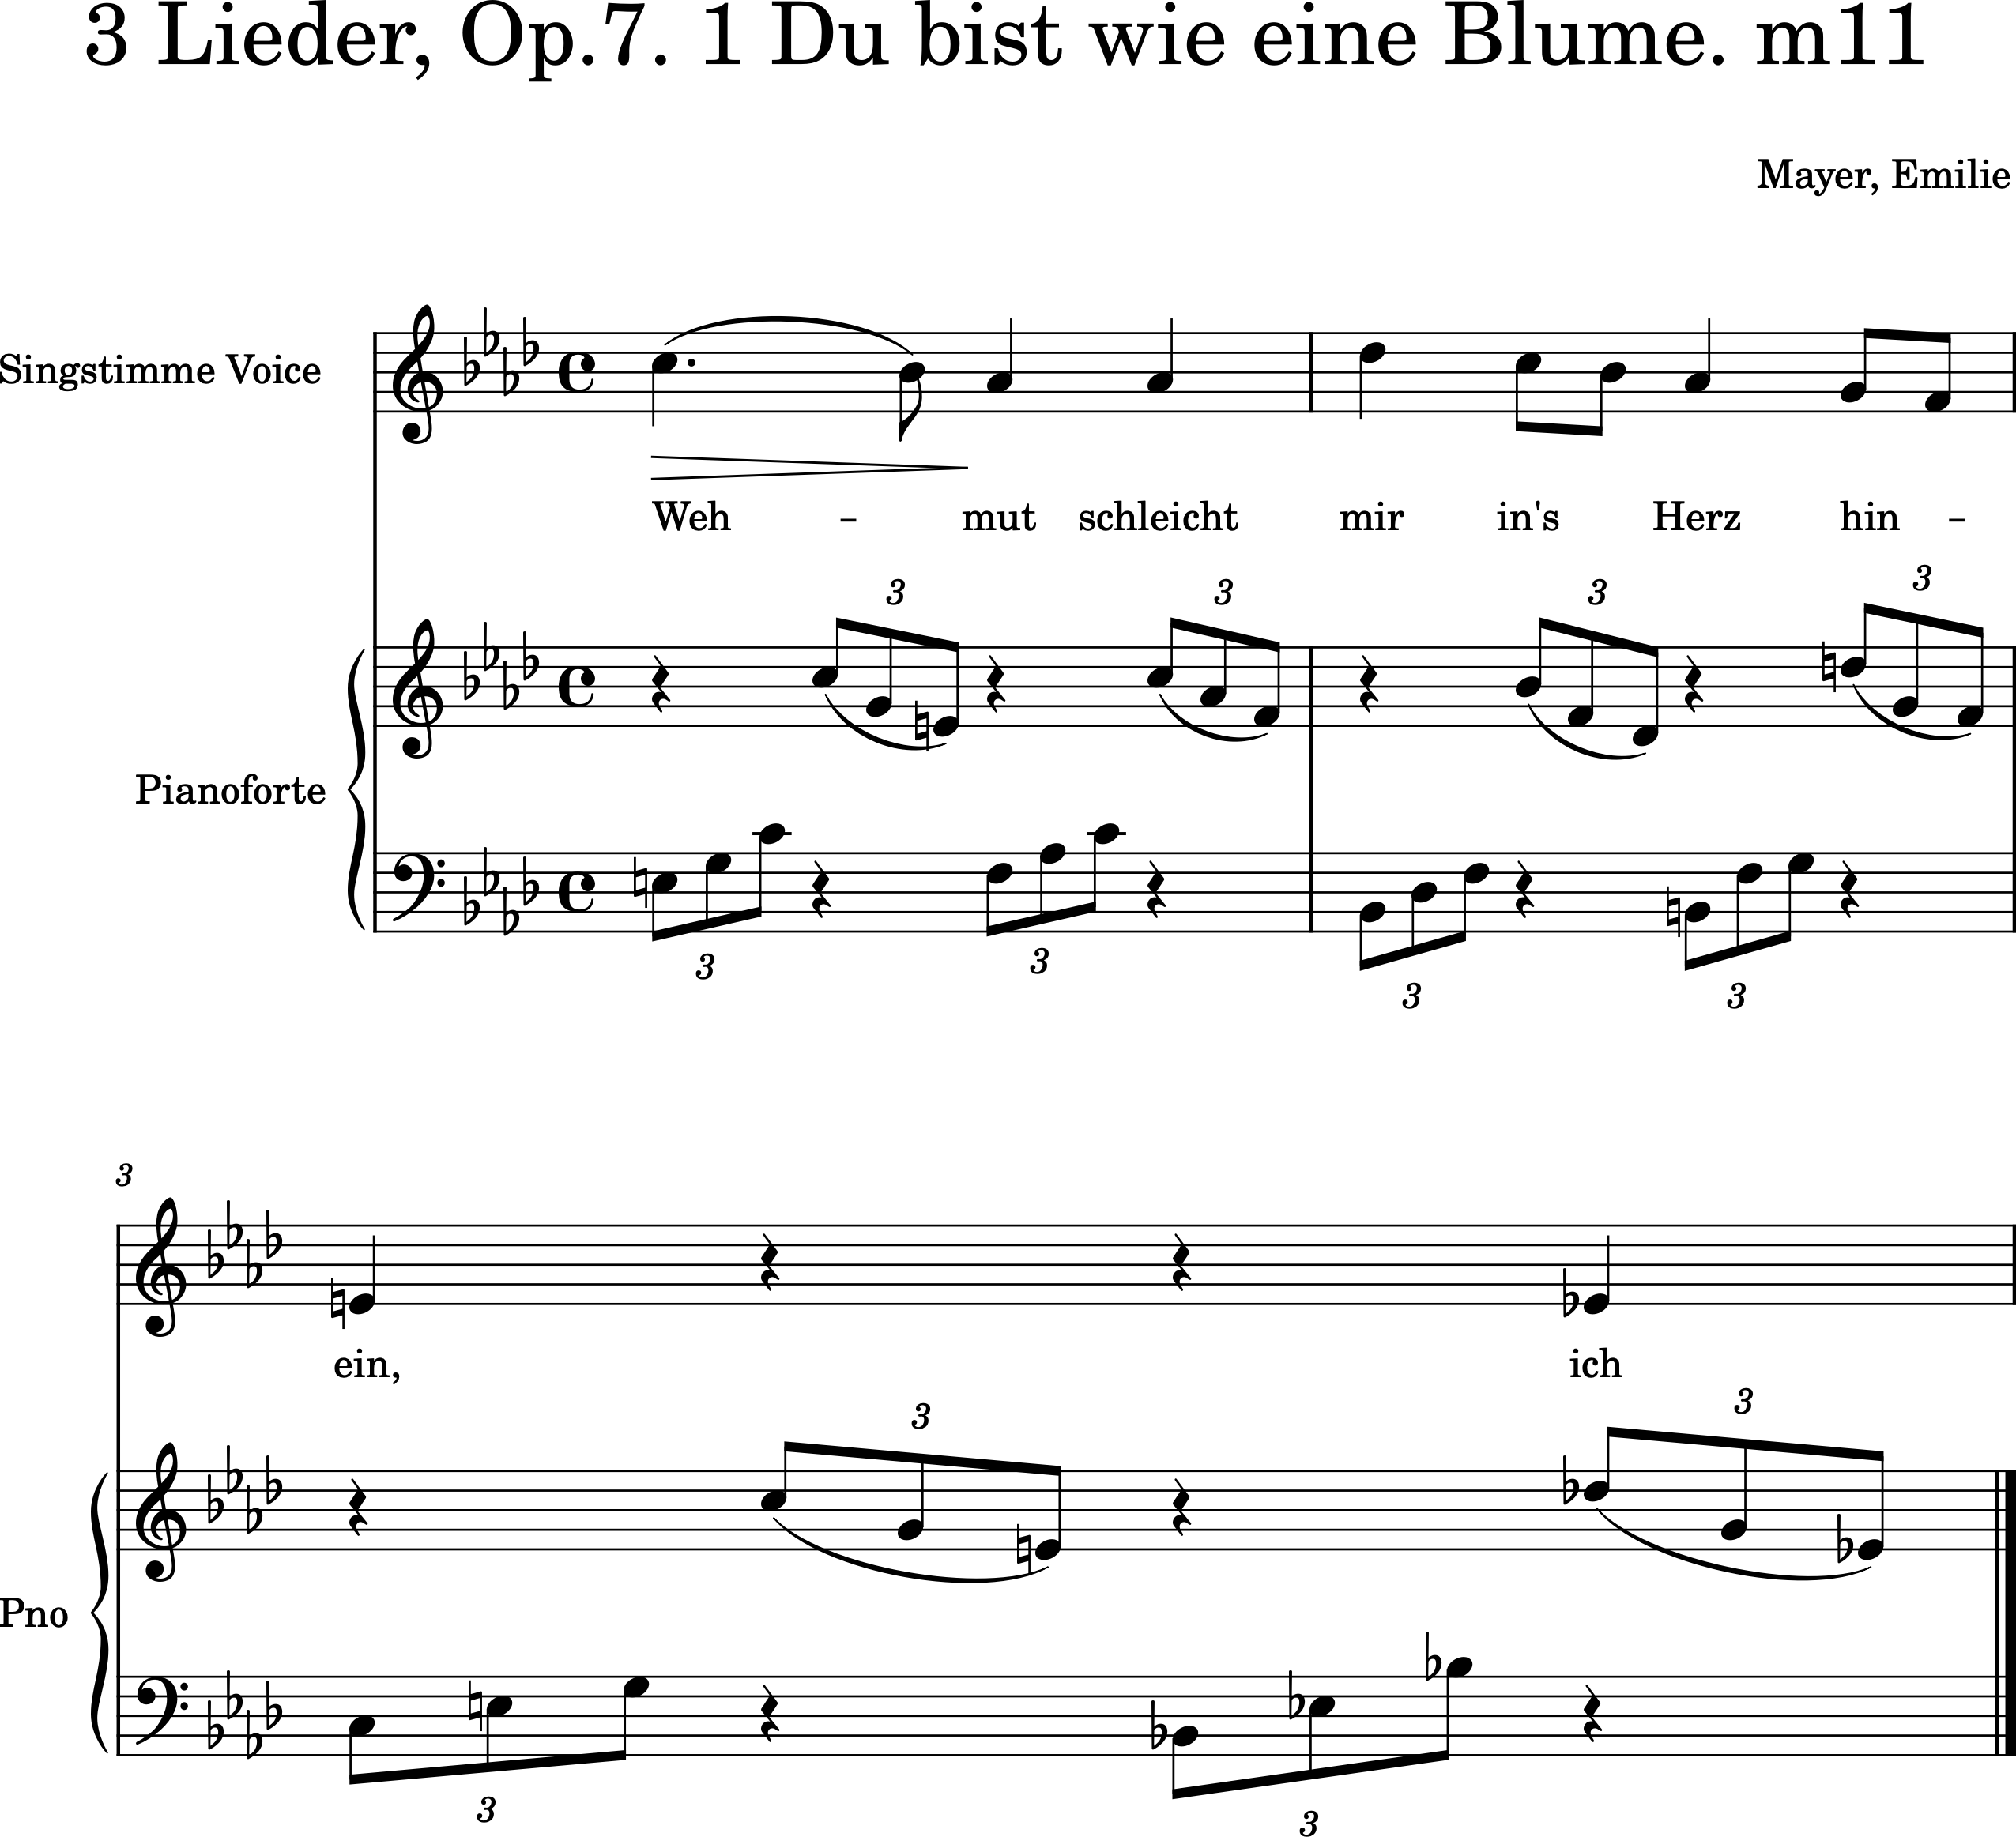 3 Lieder, Op.7. 1 Du bist wie eine Blume. m11
Mayer, Emilie
Singstimme Voice
Weh - mut schleicht mir in's Herz hin -
3 3 3 3
Pianoforte
3 3 3 3
3
ein, ich
3 3
Pno
3 3